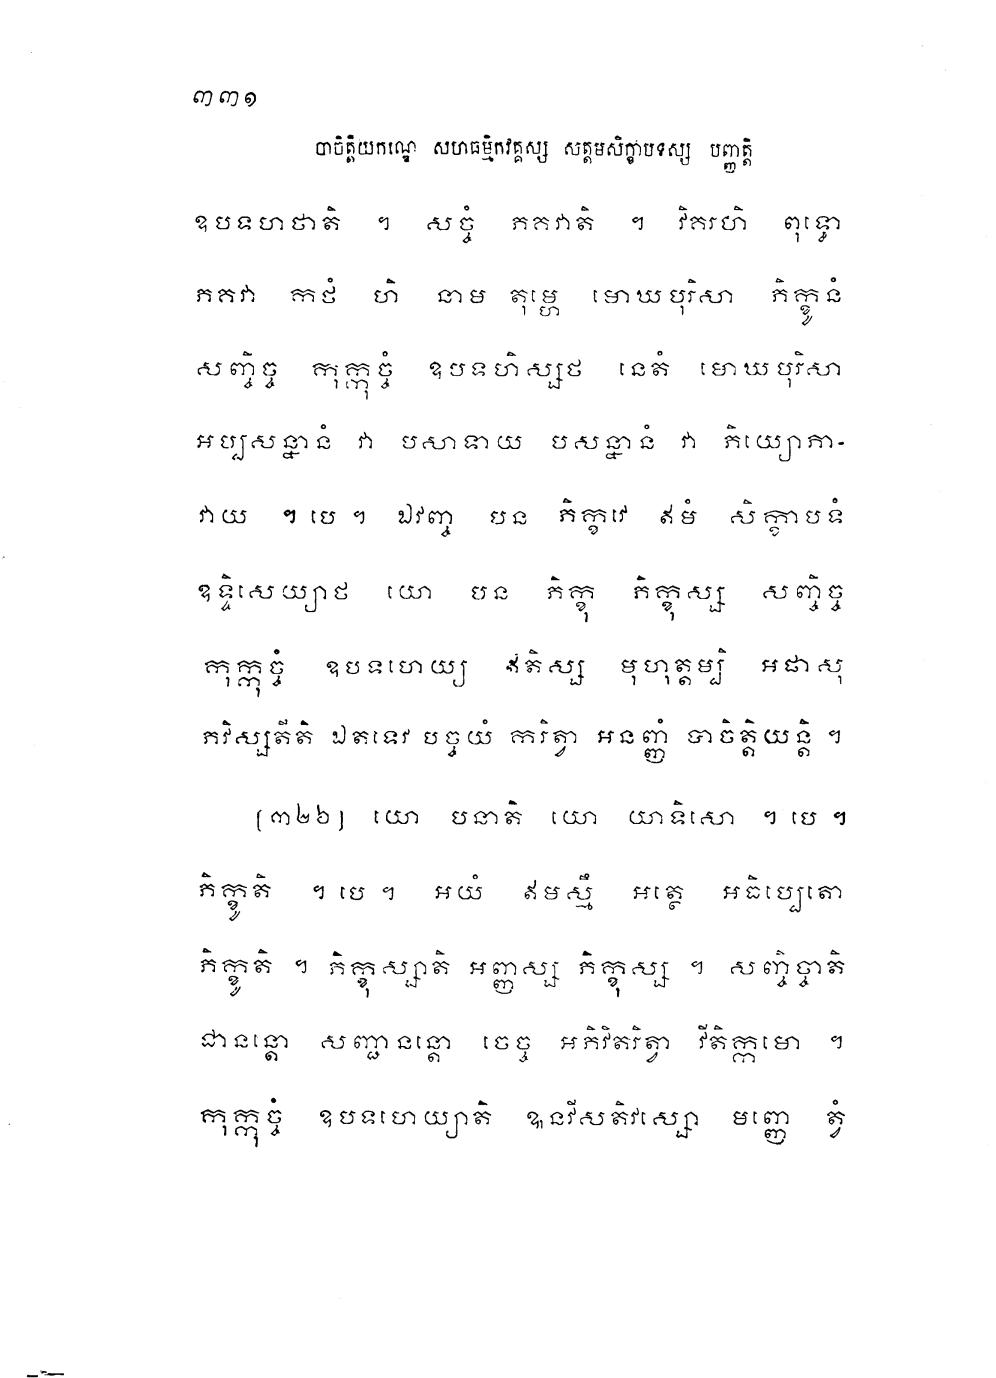 ៣៣១
បាចិត្តិយកណ្ឌេ សហធម្មិកវគ្គស្ស សត្តមសិក្ខាបទស្ស បញ្ញត្តិ
ឧបទហថាតិ ។ សច្ចំ ភគវាតិ ។ វិគរហិ ពុទ្ធោ
ភគវា កថំ ហិ នាម តុម្ហេ មោឃបុរិសា ភិក្ខូនំ
សញ្ចិច្ច កុក្កុច្ចំ ឧបទហិស្សថ នេតំ មោឃបុរិសា
អប្បសន្នានំ វា បសាទាយ បសន្នានំ វា ភិយ្យោភា-
វាយ ។ បេ ។ ឯវញ្ច បន ភិក្ខវេ ឥមំ សិក្ខាបទំ
ឧទ្ទិសេយ្យាថ យោ បន ភិក្ខុ ភិក្ខុស្ស សញ្ចិច្ច
កុក្កុច្ចំ ឧបទហេយ្យ ឥតិស្ស មុហុត្តម្បិ អផាសុ
ភវិស្សតីតិ ឯតទេវ បច្ចយំ ករិត្វា អនញ្ញំ បាចិត្តិយន្តិ ។
(៣២៦) យោ បនាតិ យោ យាទិសោ ។ បេ ។
ភិក្ខូតិ ។ បេ ។ អយំ ឥមស្មឹ អត្ថេ អធិប្បេតោ
ភិក្ខូតិ ។ ភិក្ខុស្សាតិ អញ្ញស្ស ភិក្ខុស្ស ។ សញ្ចិច្ចាតិ
ជានន្តោ សញ្ជានន្តោ ចេច្ច អភិវិតរិត្វា វីតិក្កមោ ។
កុក្កុច្ចំ ឧបទហេយ្យាតិ ឩនវីសតិវស្សោ មញ្ញេ ត្វំ